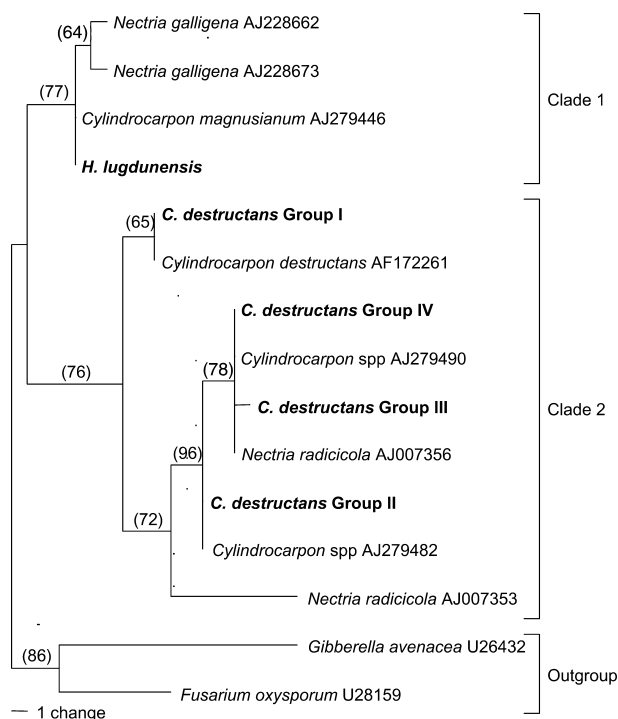 (64)
Nectria galligena AJ228662
Nectria galligena AJ228673
(77)
Cylindrocarpon magnusianum AJ279446
H. lugdunensis
Clade 1
(65)
C. destructans Group I
Cylindrocarpon destructans AF172261
C. destructans Group IV
Cylindrocarpon spp AJ279490
(78)
(76)
C. destructans Group III
Clade 2
Nectria radicicola AJ007356
(96)
C. destructans Group II
(72)
Cylindrocarpon spp AJ279482
Nectria radicicola AJ007353
Gibberella avenacea U26432
(86)
Outgroup
Fusarium oxysporum U28159
1 change